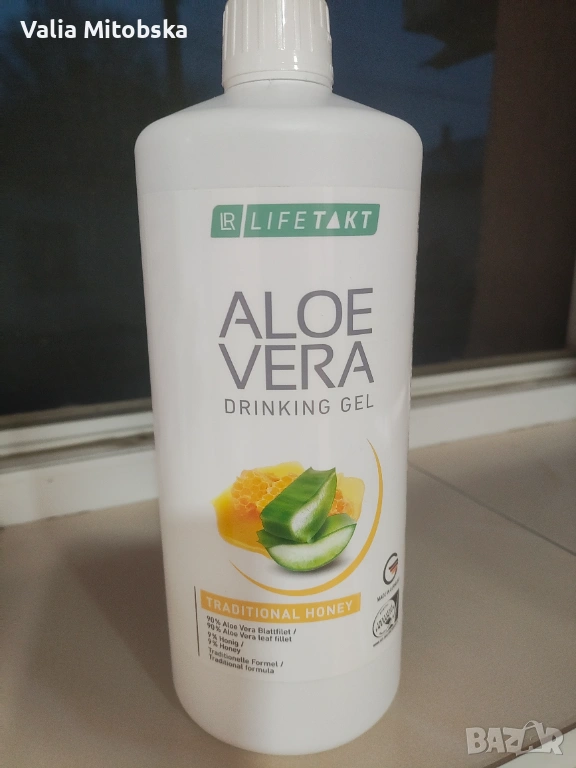 Valia Mitobska
LR LIFETAKT
ALOE
VERA
DRINKING GEL
TRADITIONAL HONEY
90% Aloe Vera Blattfilet /
90% Aloe Vera leaf fillet
9% Honig /
9% Honey
Traditionelle Formel /
Traditional formula
BAZAR